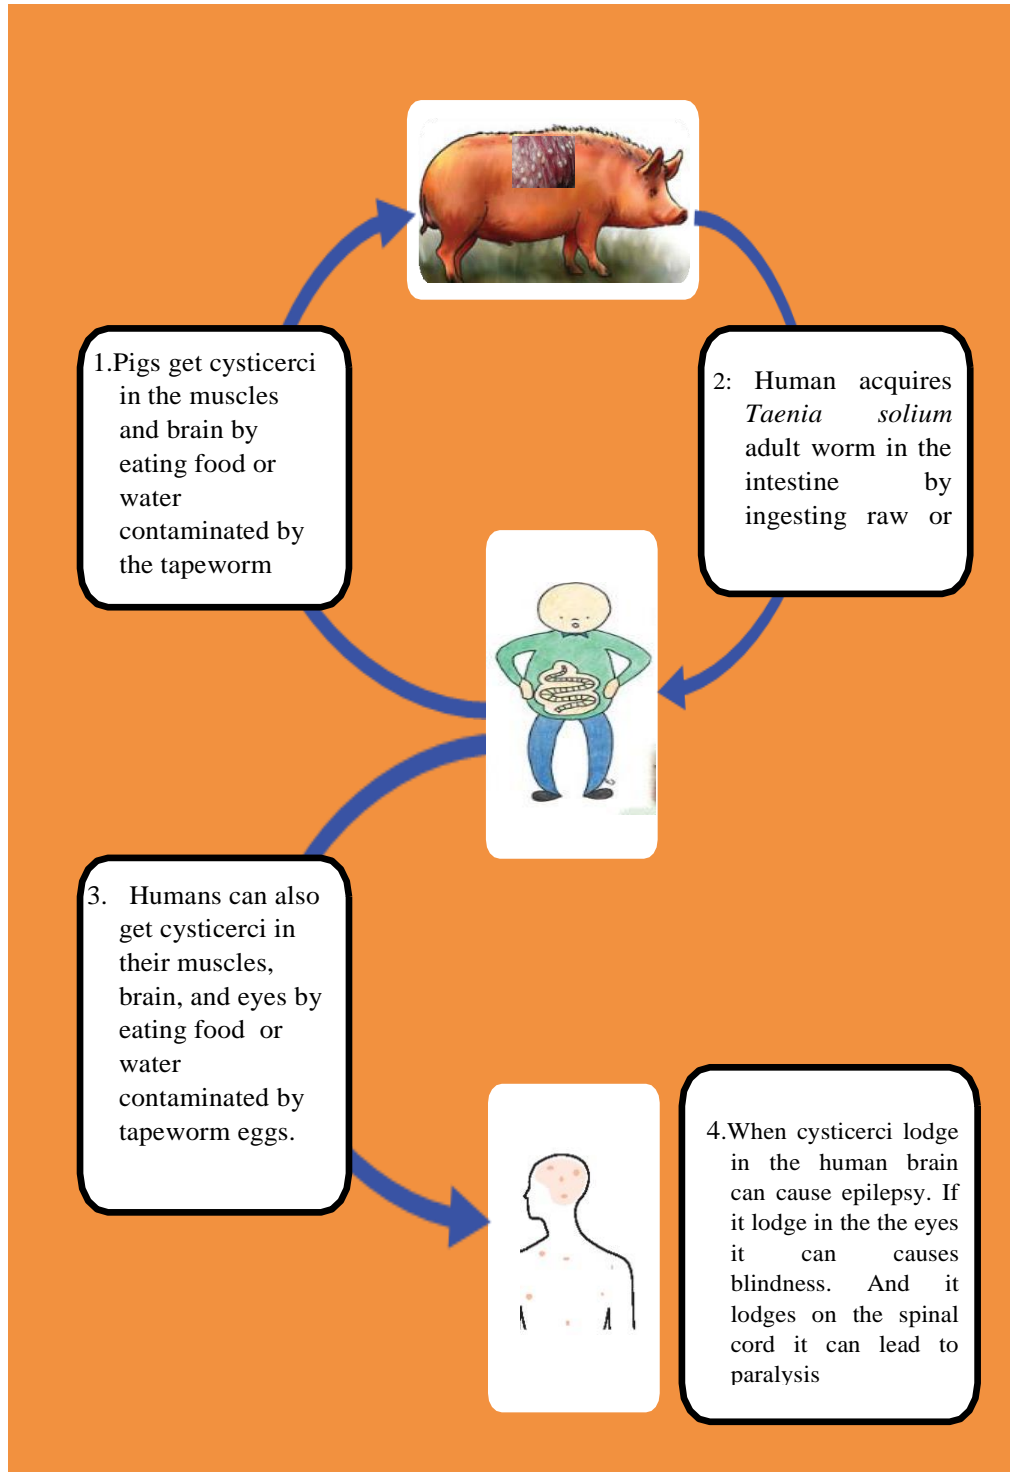 1.Pigs get cysticerci
in the muscles
and brain by
eating food or
water
contaminated by
the tapeworm
2: Human acquires
Taenia solium
adult worm in the
intestine by
ingesting raw or
3. Humans can also
get cysticerci in
their muscles,
brain, and eyes by
eating food or
water
contaminated by
tapeworm eggs.
4.When cysticerci lodge
in the human brain
can cause epilepsy. If
it lodge in the the eyes
it can causes
blindness. And it
lodges on the spinal
cord it can lead to
paralysis